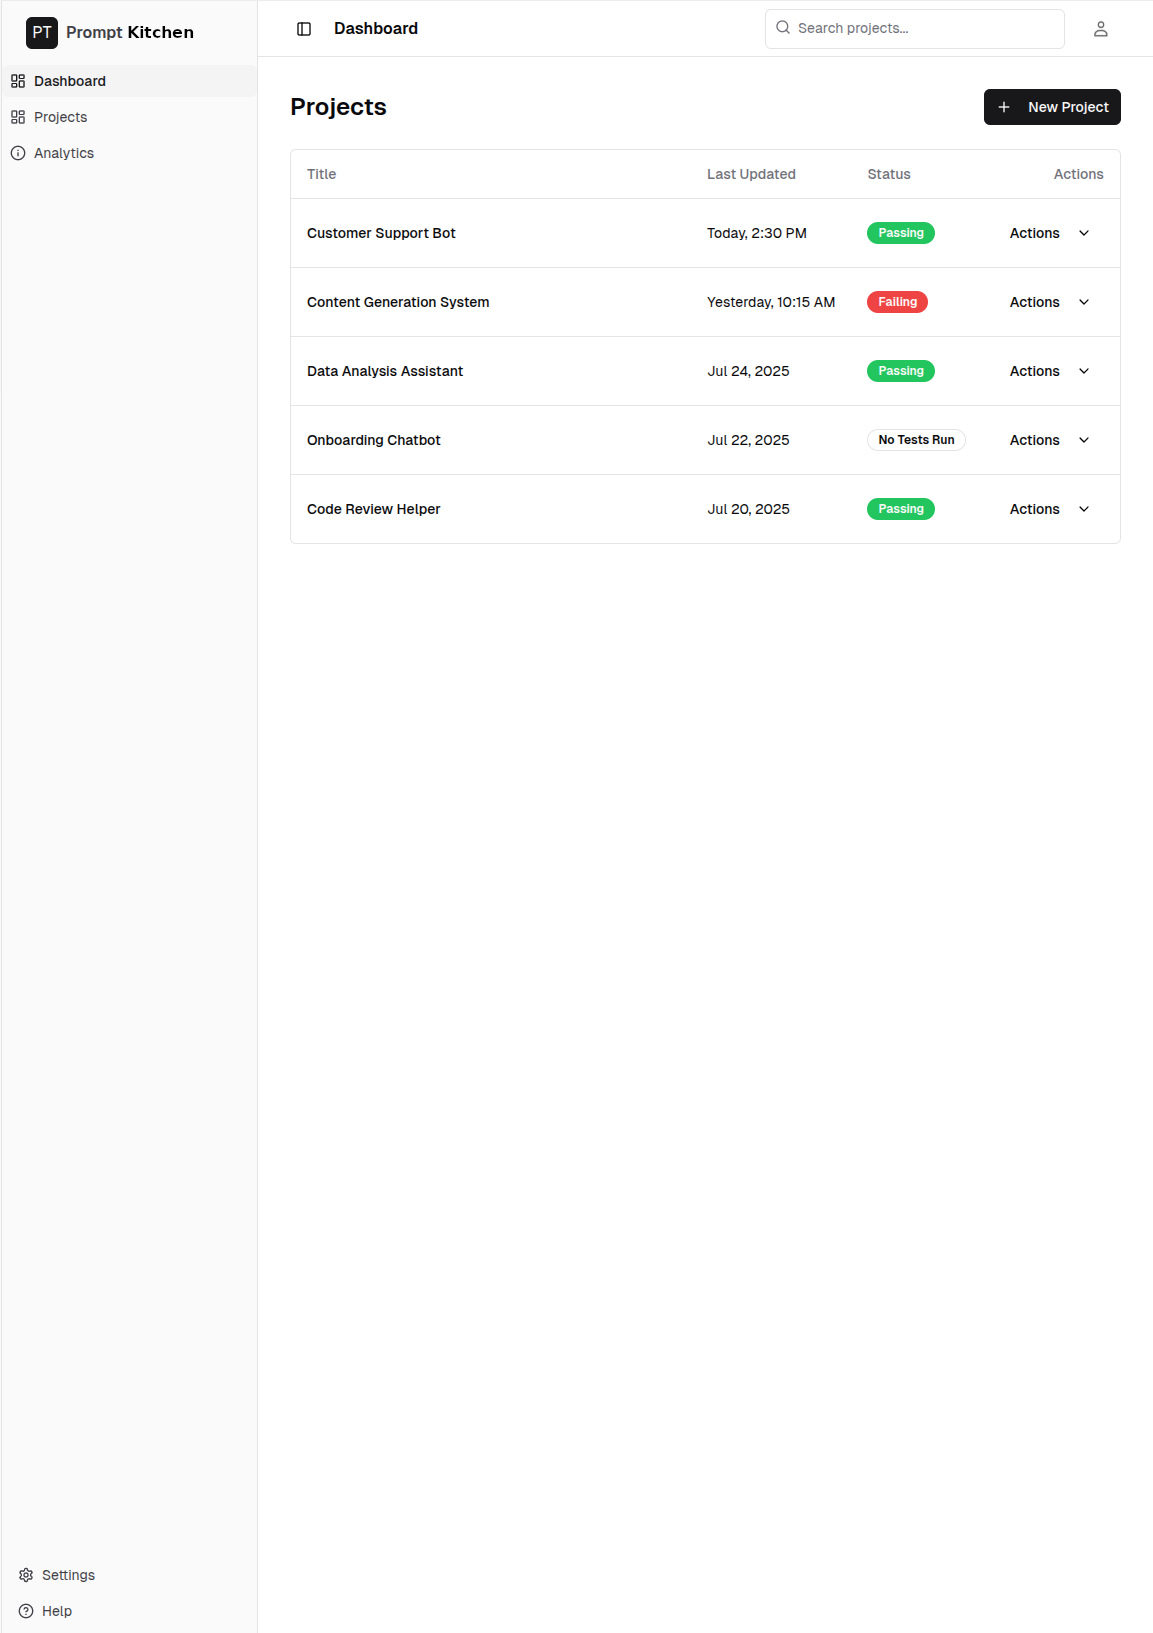 PT Prompt Kitchen
Dashboard
Projects
Analytics
Settings
Help
Dashboard
Search projects...
Projects
New Project
Title Last Updated Status Actions
Customer Support Bot Today, 2:30 PM Passing Actions
Content Generation System Yesterday, 10:15 AM Failing Actions
Data Analysis Assistant Jul 24, 2025 Passing Actions
Onboarding Chatbot Jul 22, 2025 No Tests Run Actions
Code Review Helper Jul 20, 2025 Passing Actions